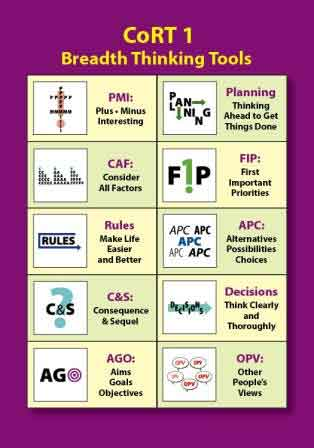 CoRT 1
Breadth Thinking Tools
PMI:
Plus • Minus
Interesting
PLANNING
Planning
Thinking
Ahead to Get
Things Done
CAF:
Consider
All Factors
F!P
FIP:
First
Important
Priorities
RULES
Rules
Make Life
Easier
and Better
APC APC
APC
APC APC
APC:
Alternatives
Possibilities
Choices
C&S
C&S:
Consequence
& Sequel
DECISIONS
Decisions
Think Clearly
and
Thoroughly
AGO
AGO:
Aims
Goals
Objectives
OPV OPV
OPV OPV
OPV
OPV:
Other
People's
Views